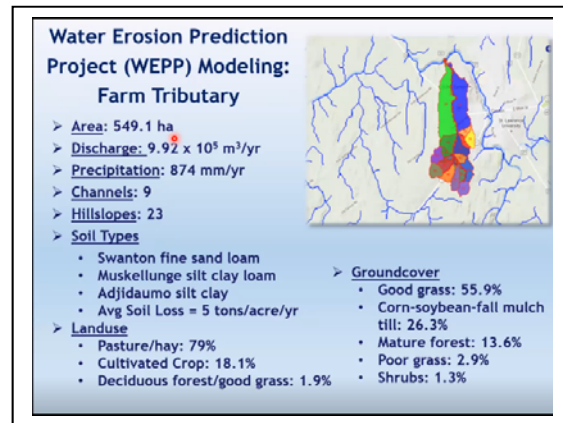 Water Erosion Prediction
Project (WEPP) Modeling:
Farm Tributary
➢ Area: 549.1 ha
➢ Discharge: 9.92 x 10⁵ m³/yr
➢ Precipitation: 874 mm/yr
➢ Channels: 9
➢ Hillslopes: 23
➢ Soil Types
• Swanton fine sand loam
• Muskellunge silt clay loam
• Adjidaumo silt clay
• Avg Soil Loss = 5 tons/acre/yr
➢ Landuse
• Pasture/hay: 79%
• Cultivated Crop: 18.1%
• Deciduous forest/good grass: 1.9%
➢ Groundcover
• Good grass: 55.9%
• Corn-soybean-fall mulch
till: 26.3%
• Mature forest: 13.6%
• Poor grass: 2.9%
• Shrubs: 1.3%
St Lawrence
University